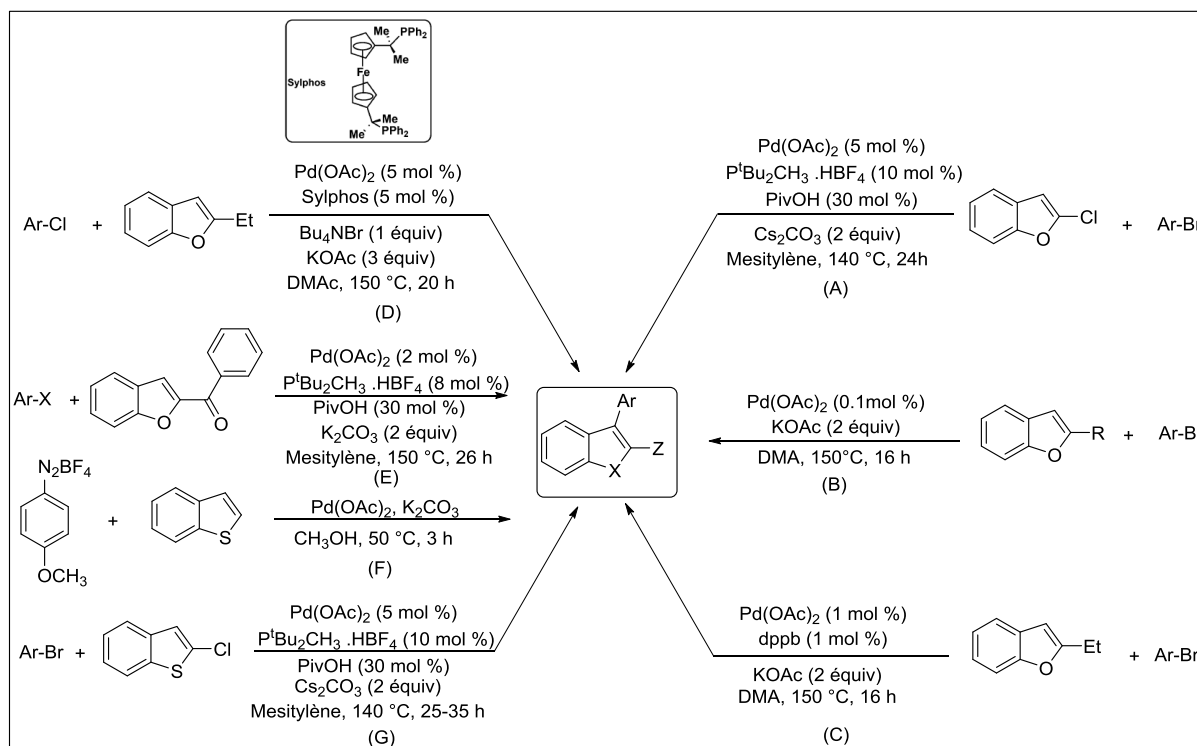 Me
PPh2
Me
Fe
Sylphos
Me
Me
PPh2
Ar-Cl + O Et
Pd(OAc)2 (5 mol %)
Sylphos (5 mol %)
Bu4NBr (1 équiv)
KOAc (3 équiv)
DMAc, 150 °C, 20 h
(D)
Pd(OAc)2 (5 mol %)
PtBu2CH3 .HBF4 (10 mol %)
PivOH (30 mol %)
Cs2CO3 (2 équiv)
Mesitylène, 140 °C, 24h
(A)
O Cl + Ar-Br
Ar-X + O O
Pd(OAc)2 (2 mol %)
PtBu2CH3 .HBF4 (8 mol %)
PivOH (30 mol %)
K2CO3 (2 équiv)
Mesitylène, 150 °C, 26 h
(E)
Ar
Z
X
Pd(OAc)2 (0.1mol %)
KOAc (2 équiv)
DMA, 150°C, 16 h
(B)
O R + Ar-B
N2BF4
+ S
OCH3
Pd(OAc)2, K2CO3
CH3OH, 50 °C, 3 h
(F)
Ar-Br + S Cl
Pd(OAc)2 (5 mol %)
PtBu2CH3 .HBF4 (10 mol %)
PivOH (30 mol %)
Cs2CO3 (2 équiv)
Mesitylène, 140 °C, 25-35 h
(G)
Pd(OAc)2 (1 mol %)
dppb (1 mol %)
KOAc (2 équiv)
DMA, 150 °C, 16 h
(C)
O Et + Ar-Br